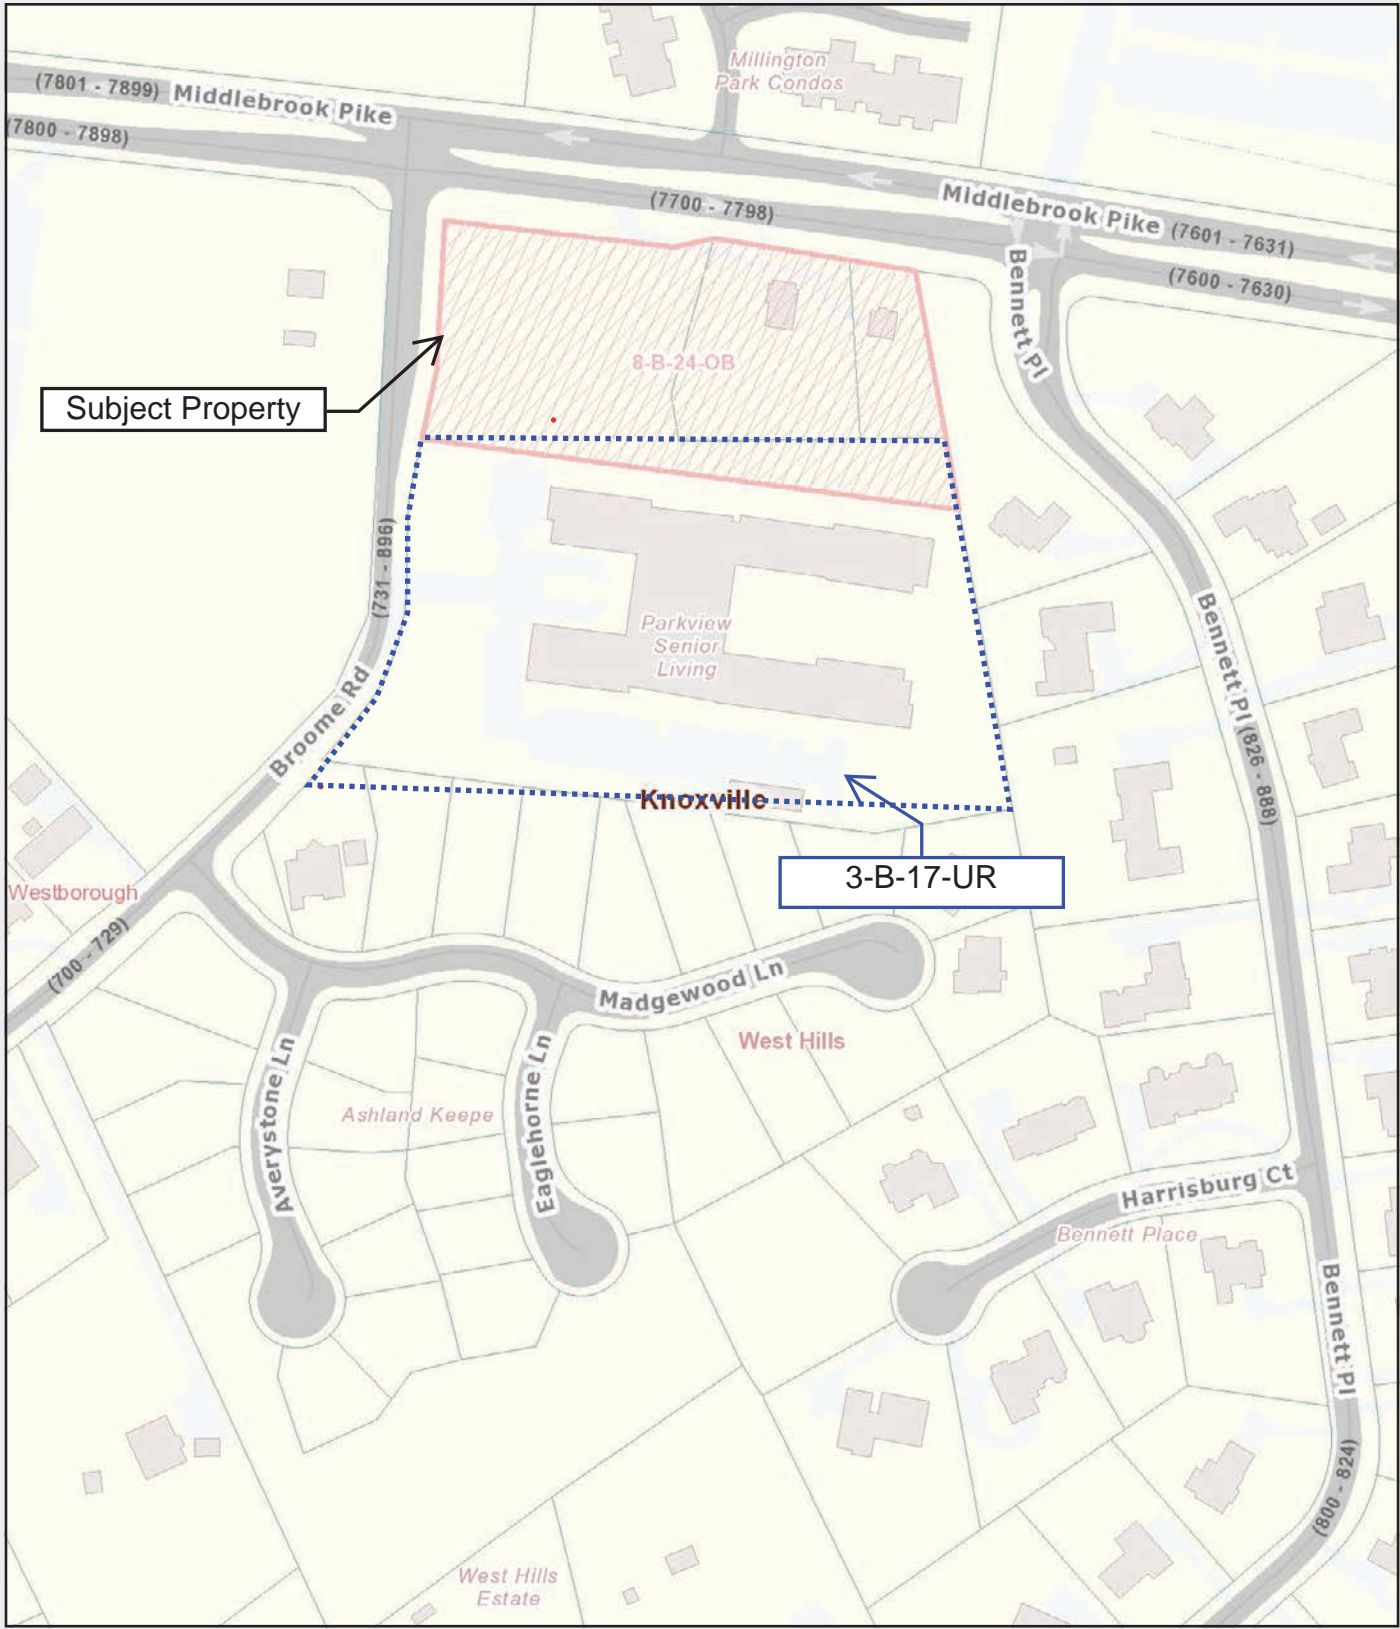 Millington
Park Condos
(7801 - 7899) Middlebrook Pike
(7800 - 7898)
(7700 - 7798)
Middlebrook Pike (7601 - 7631)
(7600 - 7630)
Bennett Pl
8-B-24-OB
Subject Property
(731 - 896)
Parkview
Senior
Living
Bennett Pl (826 - 888)
Broome Rd
Knoxville
3-B-17-UR
Westborough
(700 - 729)
Madgewood Ln
West Hills
Averystone Ln
Eaglehorne Ln
Ashland Keepe
Harrisburg Ct
Bennett Place
Bennett Pl
(800 - 824)
West Hills
Estate